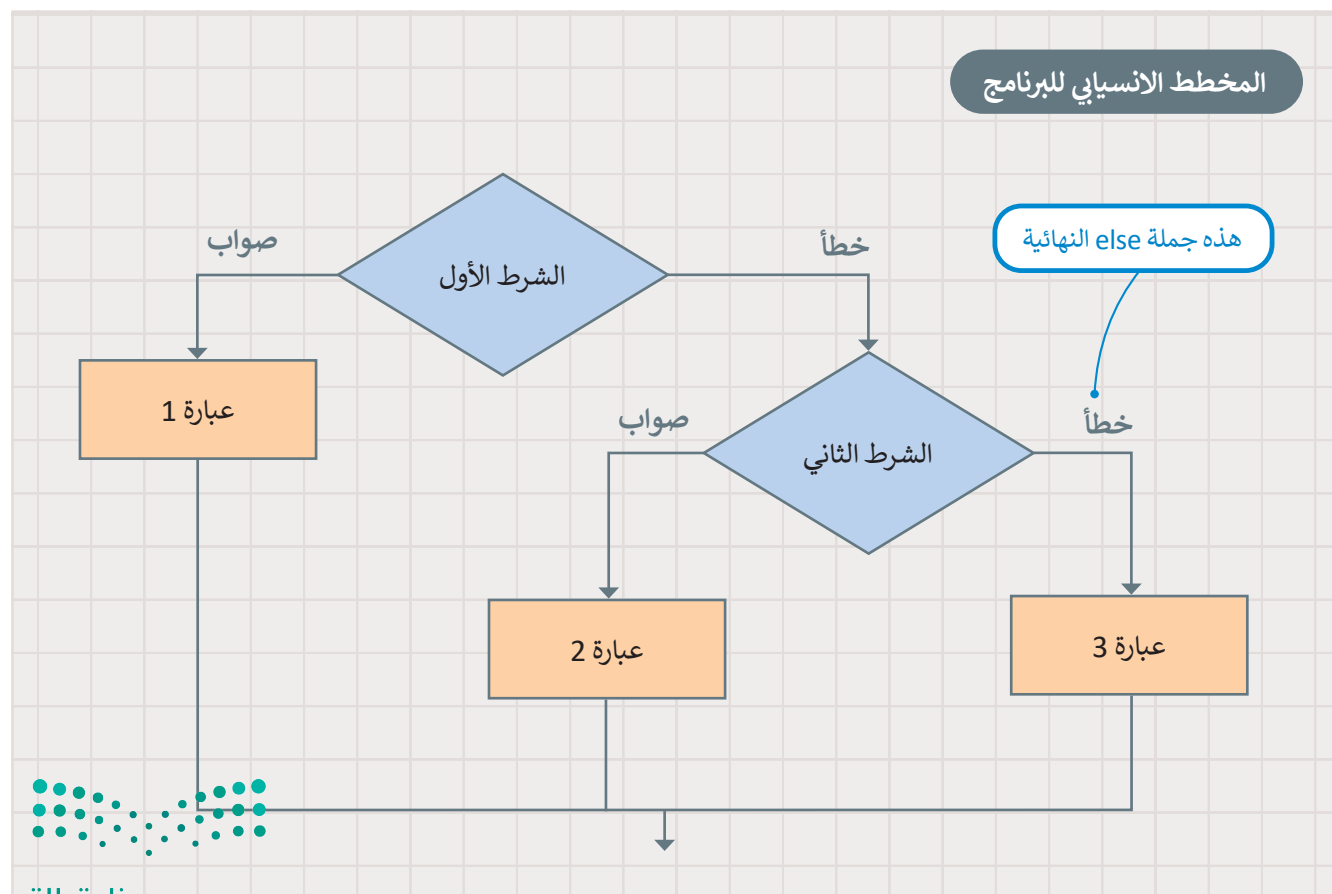 المخطط الانسيابي للبرنامج
هذه جملة else النهائية
صواب
خطأ
الشرط الأول
عبارة 1
صواب
خطأ
الشرط الثاني
عبارة 2
عبارة 3